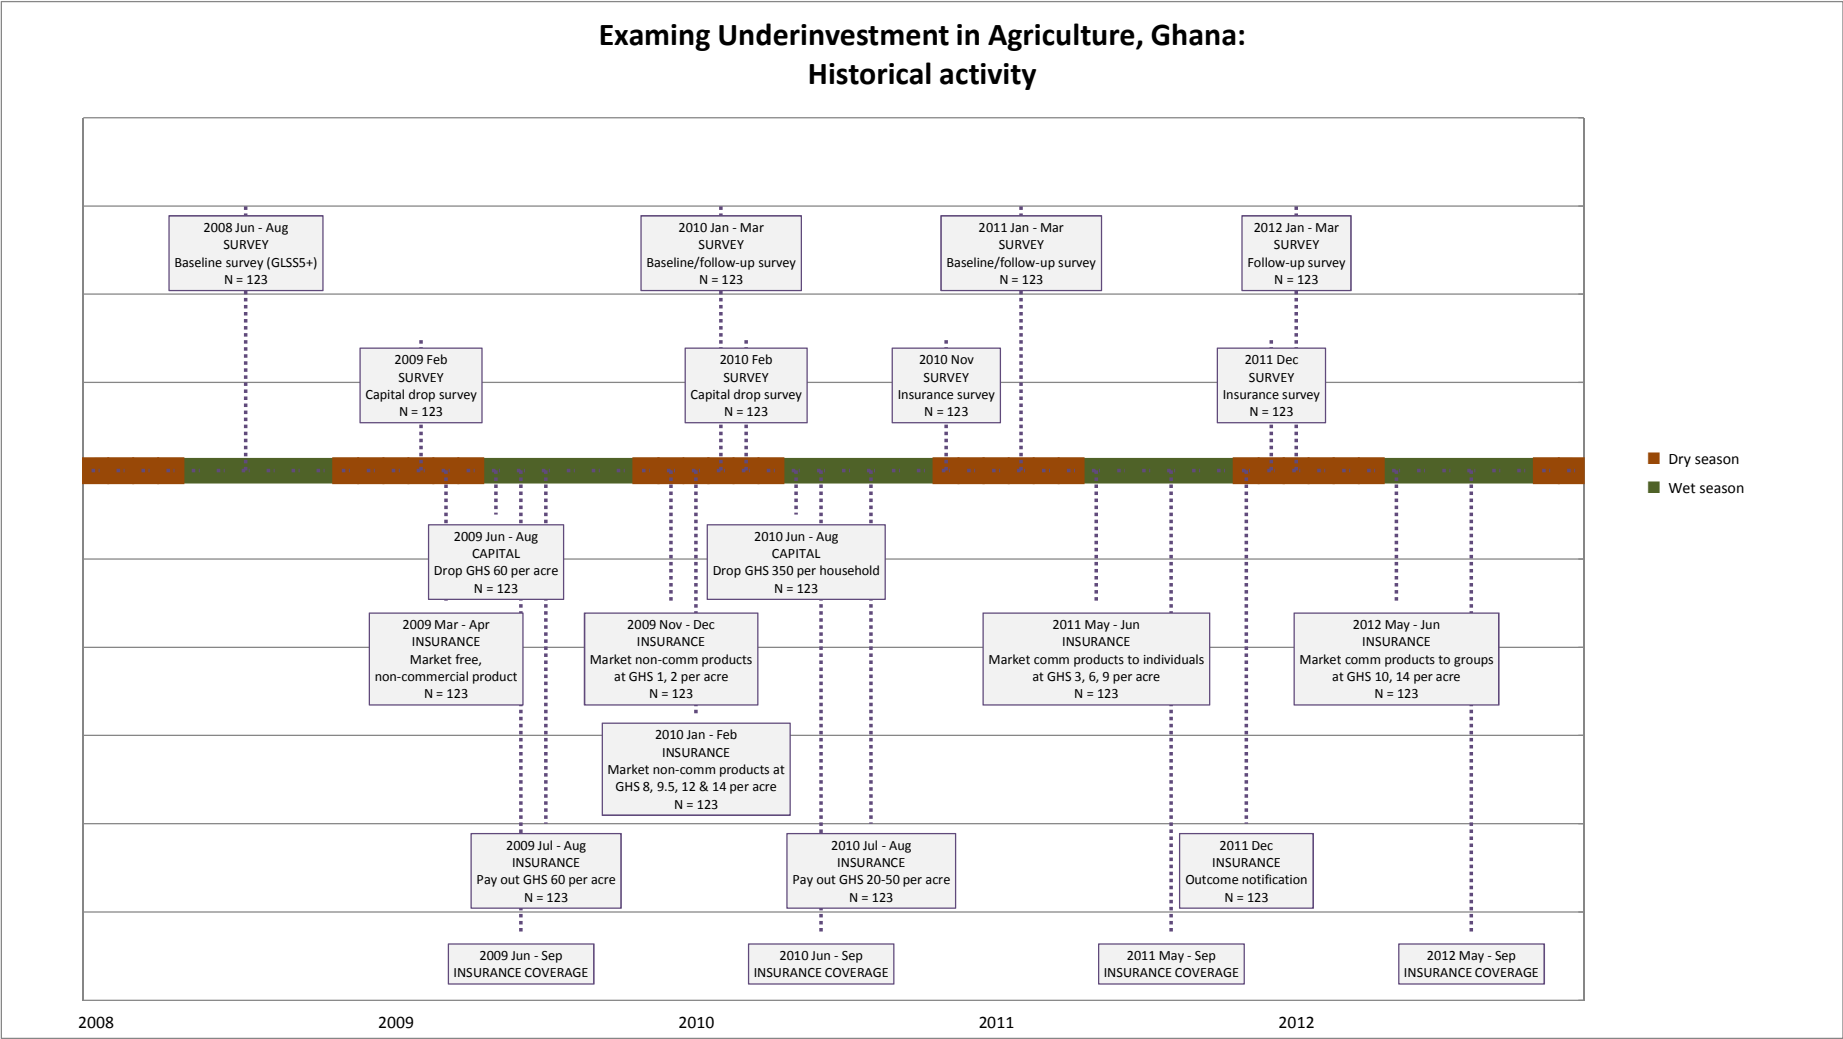 Examing Underinvestment in Agriculture, Ghana:
Historical activity
2008 Jun - Aug
SURVEY
Baseline survey (GLSS5+)
N = 123
2010 Jan - Mar
SURVEY
Baseline/follow-up survey
N = 123
2011 Jan - Mar
SURVEY
Baseline/follow-up survey
N = 123
2012 Jan - Mar
SURVEY
Follow-up survey
N = 123
2009 Feb
SURVEY
Capital drop survey
N = 123
2010 Feb
SURVEY
Capital drop survey
N = 123
2010 Nov
SURVEY
Insurance survey
N = 123
2011 Dec
SURVEY
Insurance survey
N = 123
Dry season
Wet season
2009 Jun - Aug
CAPITAL
Drop GHS 60 per acre
N = 123
2010 Jun - Aug
CAPITAL
Drop GHS 350 per household
N = 123
2009 Mar - Apr
INSURANCE
Market free,
non-commercial product
N = 123
2009 Nov - Dec
INSURANCE
Market non-comm products
at GHS 1, 2 per acre
N = 123
2011 May - Jun
INSURANCE
Market comm products to individuals
at GHS 3, 6, 9 per acre
N = 123
2012 May - Jun
INSURANCE
Market comm products to groups
at GHS 10, 14 per acre
N = 123
2010 Jan - Feb
INSURANCE
Market non-comm products at
GHS 8, 9.5, 12 & 14 per acre
N = 123
2009 Jul - Aug
INSURANCE
Pay out GHS 60 per acre
N = 123
2010 Jul - Aug
INSURANCE
Pay out GHS 20-50 per acre
N = 123
2011 Dec
INSURANCE
Outcome notification
N = 123
2009 Jun - Sep
INSURANCE COVERAGE
2010 Jun - Sep
INSURANCE COVERAGE
2011 May - Sep
INSURANCE COVERAGE
2012 May - Sep
INSURANCE COVERAGE
2008
2009
2010
2011
2012